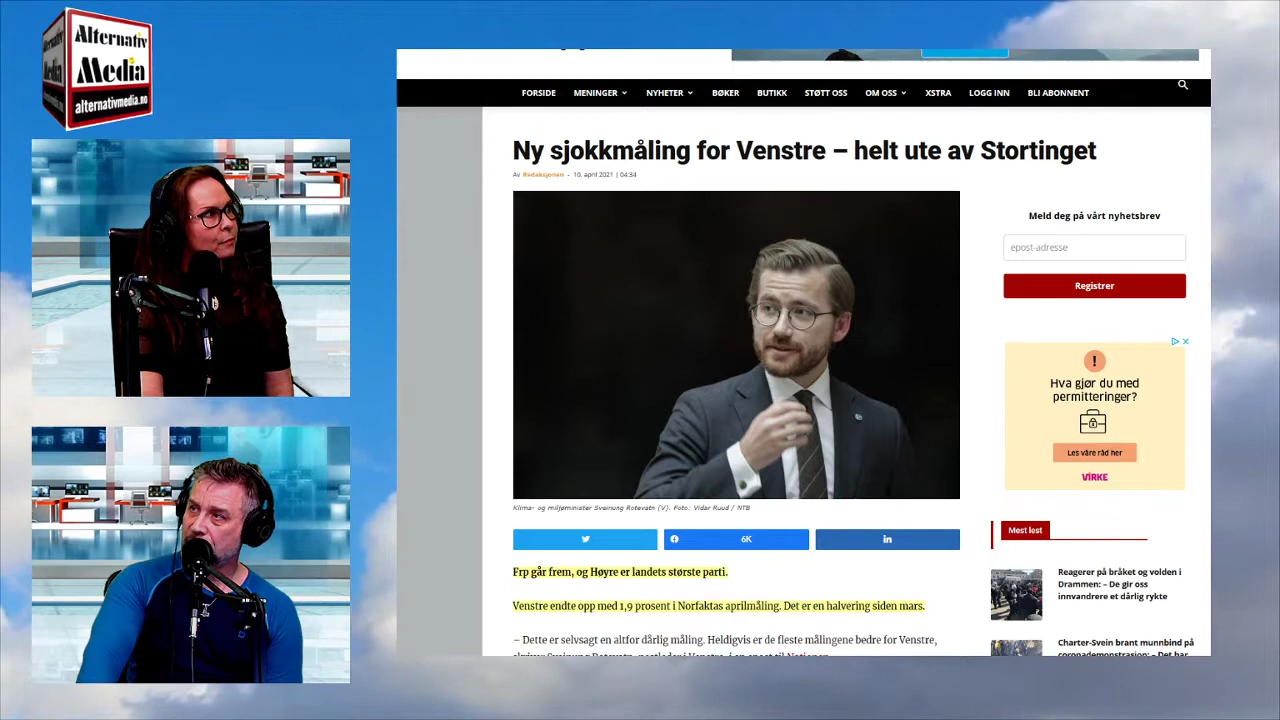 Alternativ
Media
alternativmedia.no
Alternativ
Media
FORSIDE MENINGER NYHETER BØKER BUTIKK STØTT OSS OM OSS XSTRA LOGG INN BLI ABONNENT
Ny sjokkmåling for Venstre – helt ute av Stortinget
Av Redaksjonen - 10. april 2021 | 04:34
Klima- og miljøminister Sveinung Rotevatn (V). Foto: Vidar Ruud / NTB
6K
in
Frp går frem, og Høyre er landets største parti.
Venstre endte opp med 1,9 prosent i Norfaktas aprilmåling. Det er en halvering siden mars.
– Dette er selvsagt en altfor dårlig måling. Heldigvis er de fleste målingene bedre for Venstre,
Meld deg på vårt nyhetsbrev
epost-adresse
Registrer
!
Hva gjør du med
permitteringer?
Les våre råd her
VIRKE
Mest lest
Reagerer på bråket og volden i
Drammen: – De gir oss
innvandrere et dårlig rykte
Charter-Svein brant munnbind på
coronademonstrasjon: – Det har